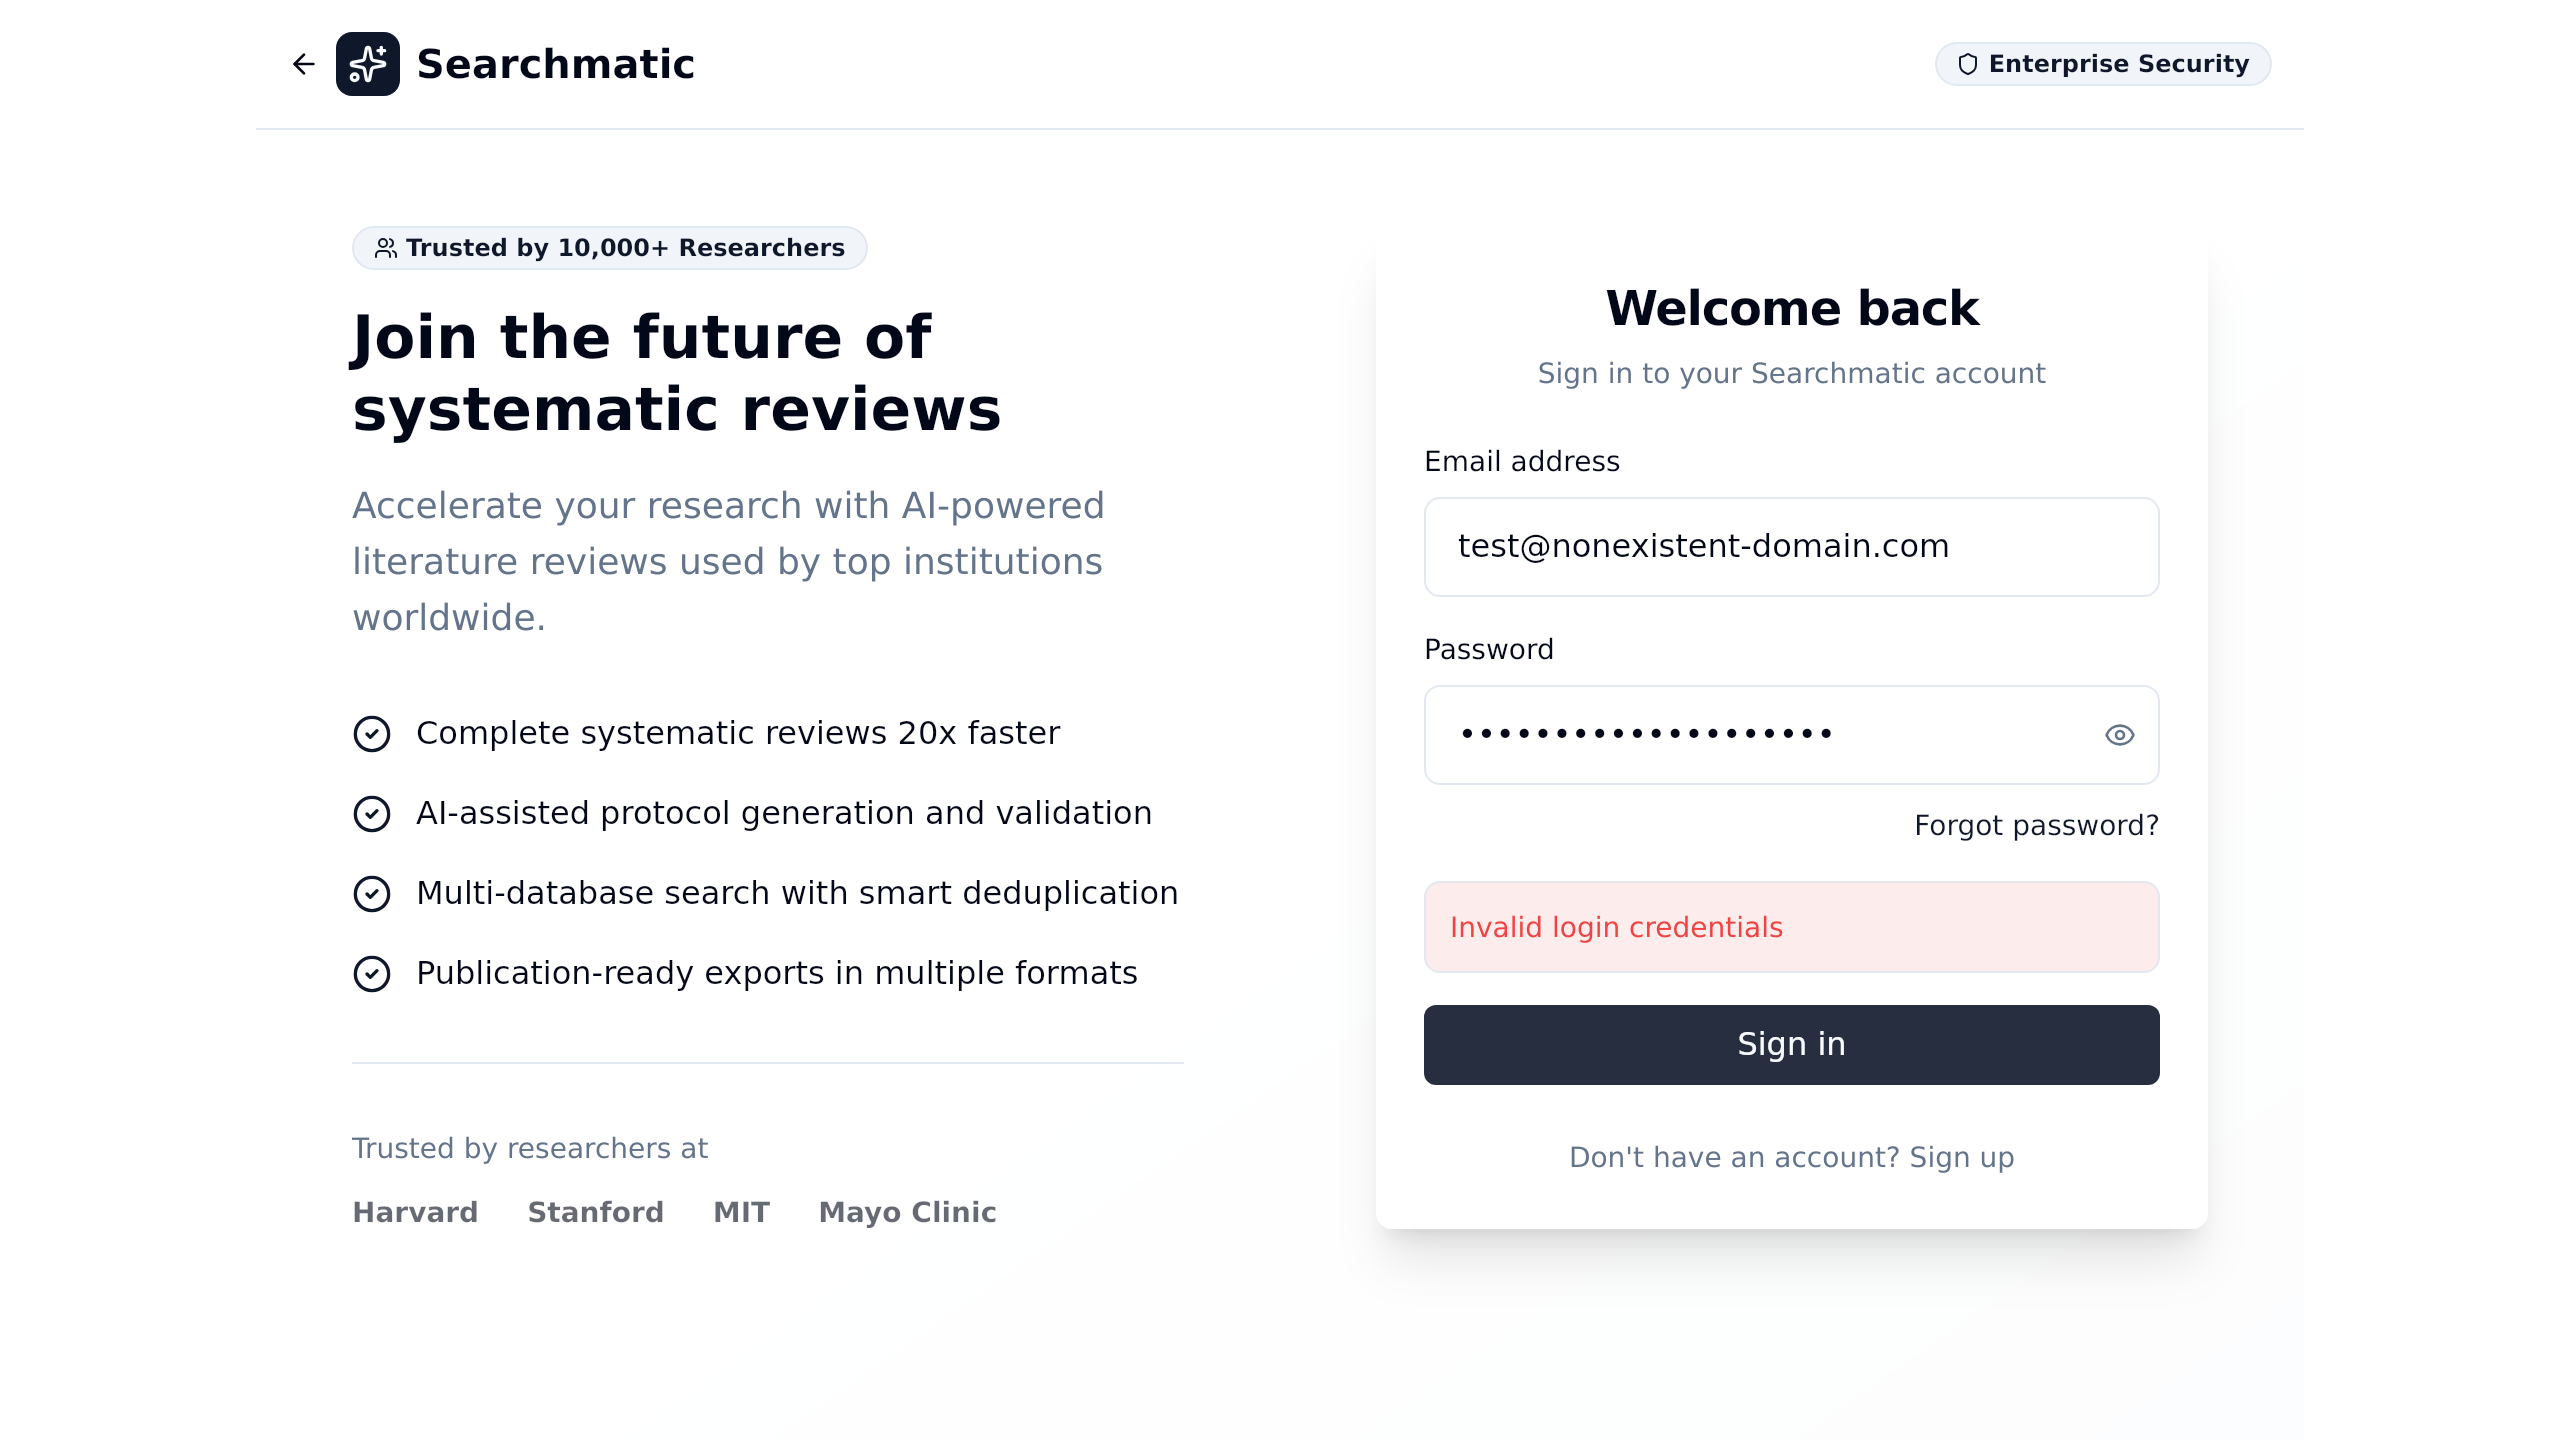 Searchmatic
Enterprise Security
Trusted by 10,000+ Researchers
Join the future of
systematic reviews
Accelerate your research with AI-powered
literature reviews used by top institutions
worldwide.
Complete systematic reviews 20x faster
AI-assisted protocol generation and validation
Multi-database search with smart deduplication
Publication-ready exports in multiple formats
Trusted by researchers at
Harvard Stanford MIT Mayo Clinic
Welcome back
Sign in to your Searchmatic account
Email address
test@nonexistent-domain.com
Password
••••••••••••••••••••
Forgot password?
Invalid login credentials
Sign in
Don't have an account? Sign up